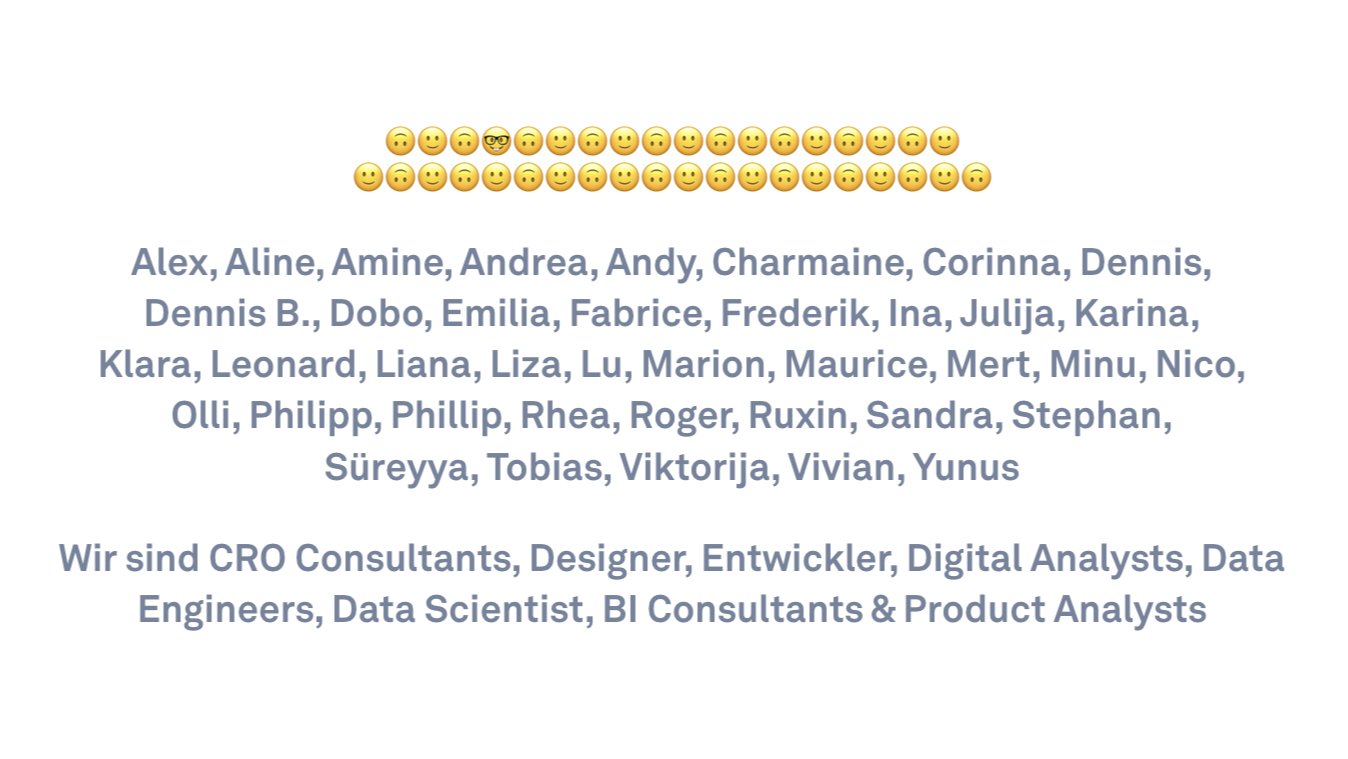 Alex, Aline, Amine, Andrea, Andy, Charmaine, Corinna, Dennis,
Dennis B., Dobo, Emilia, Fabrice, Frederik, Ina, Julija, Karina,
Klara, Leonard, Liana, Liza, Lu, Marion, Maurice, Mert, Minu, Nico,
Olli, Philipp, Phillip, Rhea, Roger, Ruxin, Sandra, Stephan,
Süreyya, Tobias, Viktorija, Vivian, Yunus
Wir sind CRO Consultants, Designer, Entwickler, Digital Analysts, Data
Engineers, Data Scientist, BI Consultants & Product Analysts